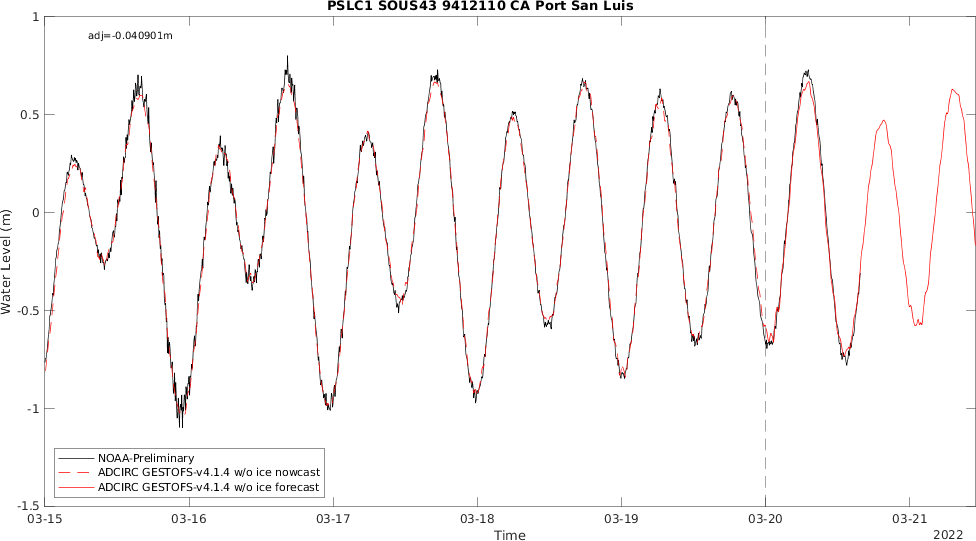 PSLC1 SOUS43 9412110 CA Port San Luis
adj=-0.040901m
1
0.5
0
-0.5
-1
-1.5
Water Level (m)
NOAA-Preliminary
ADCIRC GESTOFS-v4.1.4 w/o ice nowcast
ADCIRC GESTOFS-v4.1.4 w/o ice forecast
03-15 03-16 03-17 03-18 03-19 03-20 03-21
Time
2022